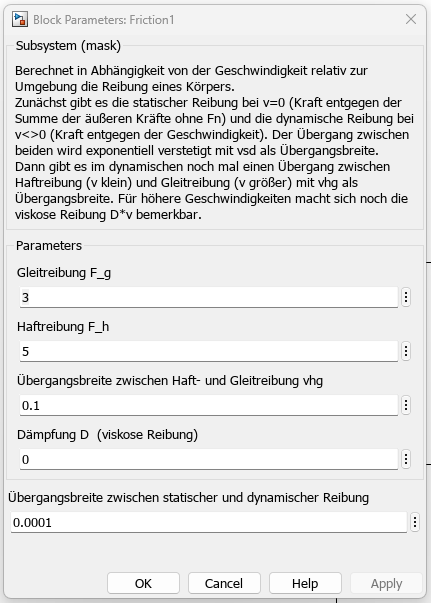 Block Parameters: Friction1
Subsystem (mask)
Berechnet in Abhängigkeit von der Geschwindigkeit relativ zur
Umgebung die Reibung eines Körpers.
Zunächst gibt es die statischer Reibung bei v=0 (Kraft entgegen der
Summe der äußeren Kräfte ohne Fn) und die dynamische Reibung bei
v<>0 (Kraft entgegen der Geschwindigkeit). Der Übergang zwischen
beiden wird exponentiell verstetigt mit vsd als Übergangsbreite.
Dann gibt es im dynamischen noch mal einen Übergang zwischen
Haftreibung (v klein) und Gleitreibung (v größer) mit vhg als
Übergangsbreite. Für höhere Geschwindigkeiten macht sich noch die
viskose Reibung D*v bemerkbar.
Parameters
Gleitreibung F_g
3
Haftreibung F_h
5
Übergangsbreite zwischen Haft- und Gleitreibung vhg
0.1
Dämpfung D  (viskose Reibung)
0
Übergangsbreite zwischen statischer und dynamischer Reibung
0.0001
OK Cancel Help Apply